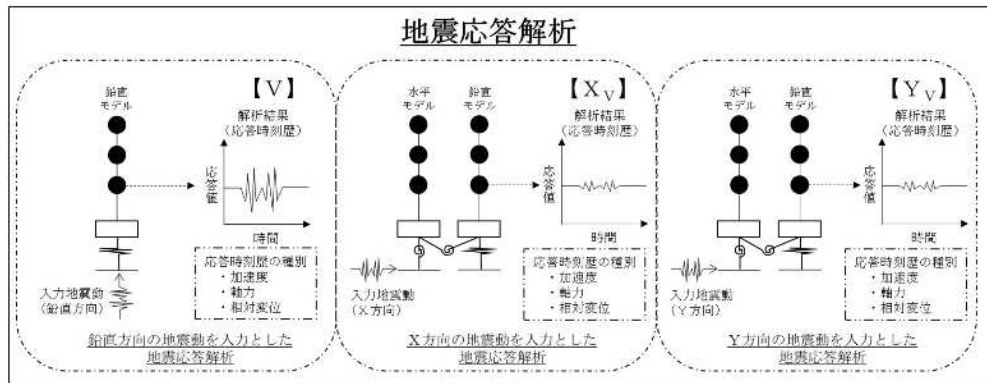 地震応答解析
【V】
鉛直
モデル
解析結果
(応答時刻歴)
応答値
時間
応答時刻歴の種別
・加速度
・軸力
・相対変位
入力地震動
(鉛直方向)
鉛直方向の地震動を入力とした
地震応答解析
【XV】
水平
モデル
鉛直
モデル
解析結果
(応答時刻歴)
応答値
時間
応答時刻歴の種別
・加速度
・軸力
・相対変位
入力地震動
(X方向)
X方向の地震動を入力とした
地震応答解析
【YV】
水平
モデル
鉛直
モデル
解析結果
(応答時刻歴)
応答値
時間
応答時刻歴の種別
・加速度
・軸力
・相対変位
入力地震動
(Y方向)
Y方向の地震動を入力とした
地震応答解析